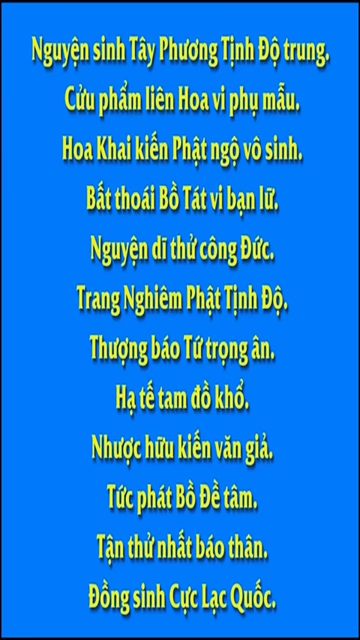 Nguyện sinh Tây Phương Tịnh Độ trung.
Cửu phẩm liên Hoa vi phụ mẫu.
Hoa Khai kiến Phật ngộ vô sinh.
Bất thoái Bồ Tát vi bạn lữ.
Nguyện dĩ thử công Đức.
Trang Nghiêm Phật Tịnh Độ.
Thượng báo Tứ trọng ân.
Hạ tế tam đồ khổ.
Nhược hữu kiến văn giả.
Tức phát Bồ Đề tâm.
Tận thử nhất báo thân.
Đồng sinh Cực Lạc Quốc.